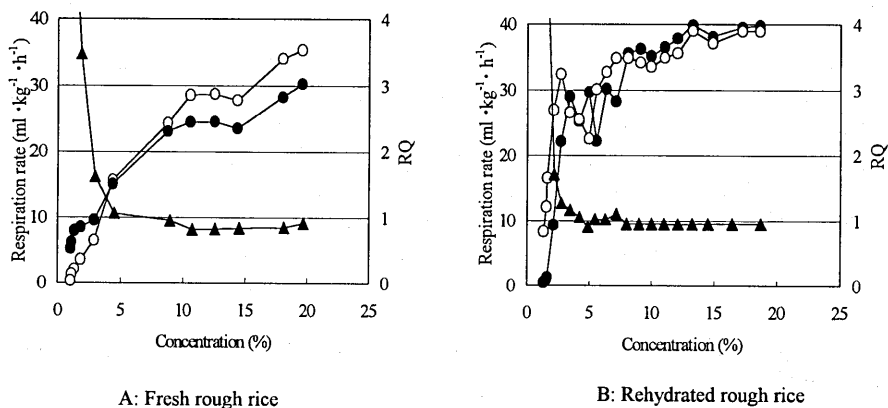 40
30
20
10
0
4
3
2
1
0
0 5 10 15 20 25
Respiration rate (ml・kg⁻¹・h⁻¹)
RQ
Concentration (%)
A: Fresh rough rice
40
30
20
10
0
4
3
2
1
0
0 5 10 15 20 25
Respiration rate (ml・kg⁻¹・h⁻¹)
RQ
Concentration (%)
B: Rehydrated rough rice